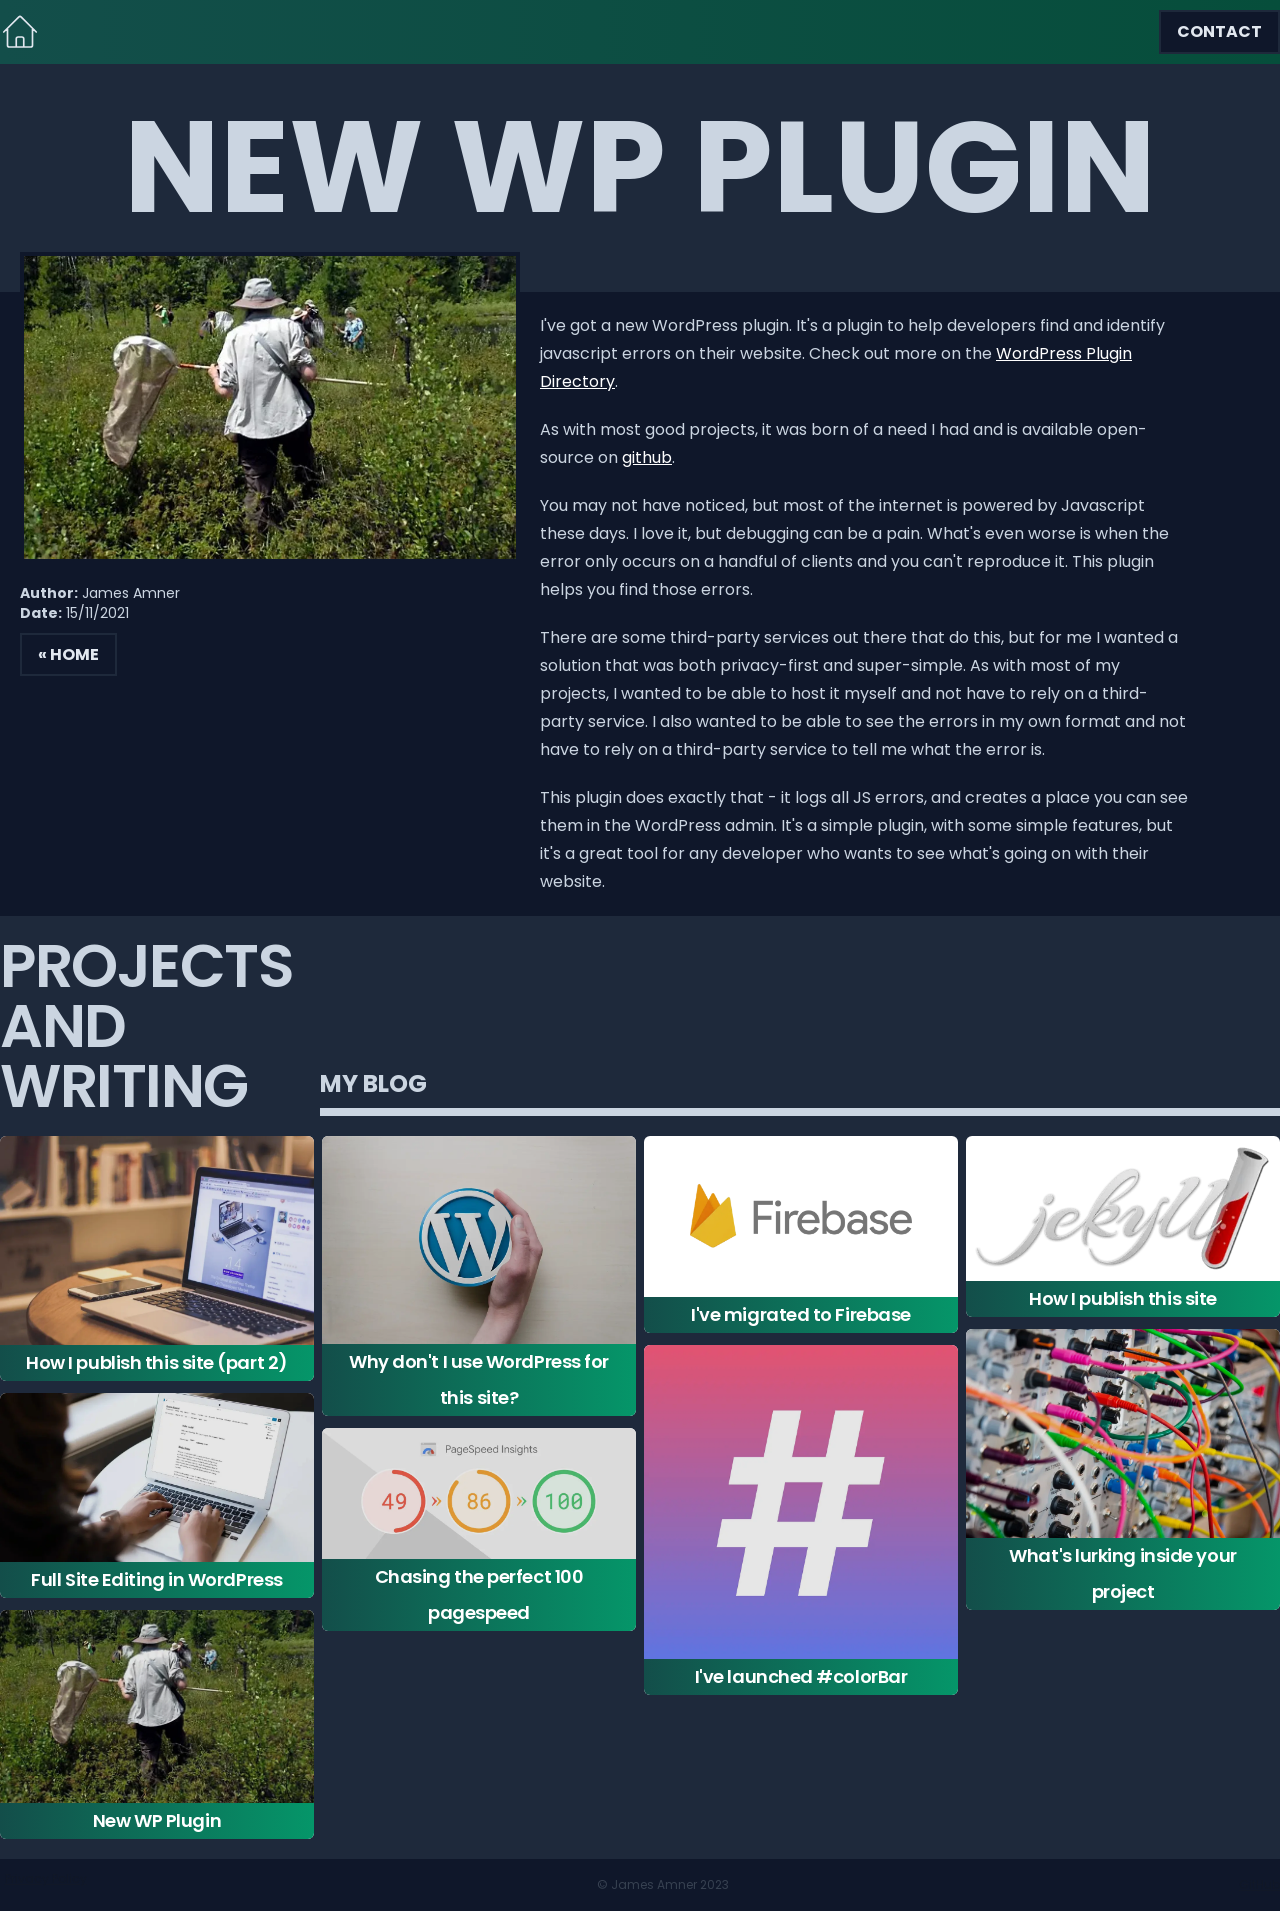 CONTACT
NEW WP PLUGIN
I've got a new WordPress plugin. It's a plugin to help developers find and identify
javascript errors on their website. Check out more on the WordPress Plugin
Directory.
As with most good projects, it was born of a need I had and is available open-
source on github.
You may not have noticed, but most of the internet is powered by Javascript
these days. I love it, but debugging can be a pain. What's even worse is when the
error only occurs on a handful of clients and you can't reproduce it. This plugin
helps you find those errors.
There are some third-party services out there that do this, but for me I wanted a
solution that was both privacy-first and super-simple. As with most of my
projects, I wanted to be able to host it myself and not have to rely on a third-
party service. I also wanted to be able to see the errors in my own format and not
have to rely on a third-party service to tell me what the error is.
This plugin does exactly that - it logs all JS errors, and creates a place you can see
them in the WordPress admin. It's a simple plugin, with some simple features, but
it's a great tool for any developer who wants to see what's going on with their
website.
Author: James Amner
Date: 15/11/2021
« HOME
PROJECTS
AND
WRITING
MY BLOG
How I publish this site (part 2)
Full Site Editing in WordPress
New WP Plugin
W
Why don't I use WordPress for
this site?
PageSpeed Insights
49 » 86 » 100
Chasing the perfect 100
pagespeed
Firebase
I've migrated to Firebase
#
I've launched #colorBar
jekyll
How I publish this site
What's lurking inside your
project
© James Amner 2023